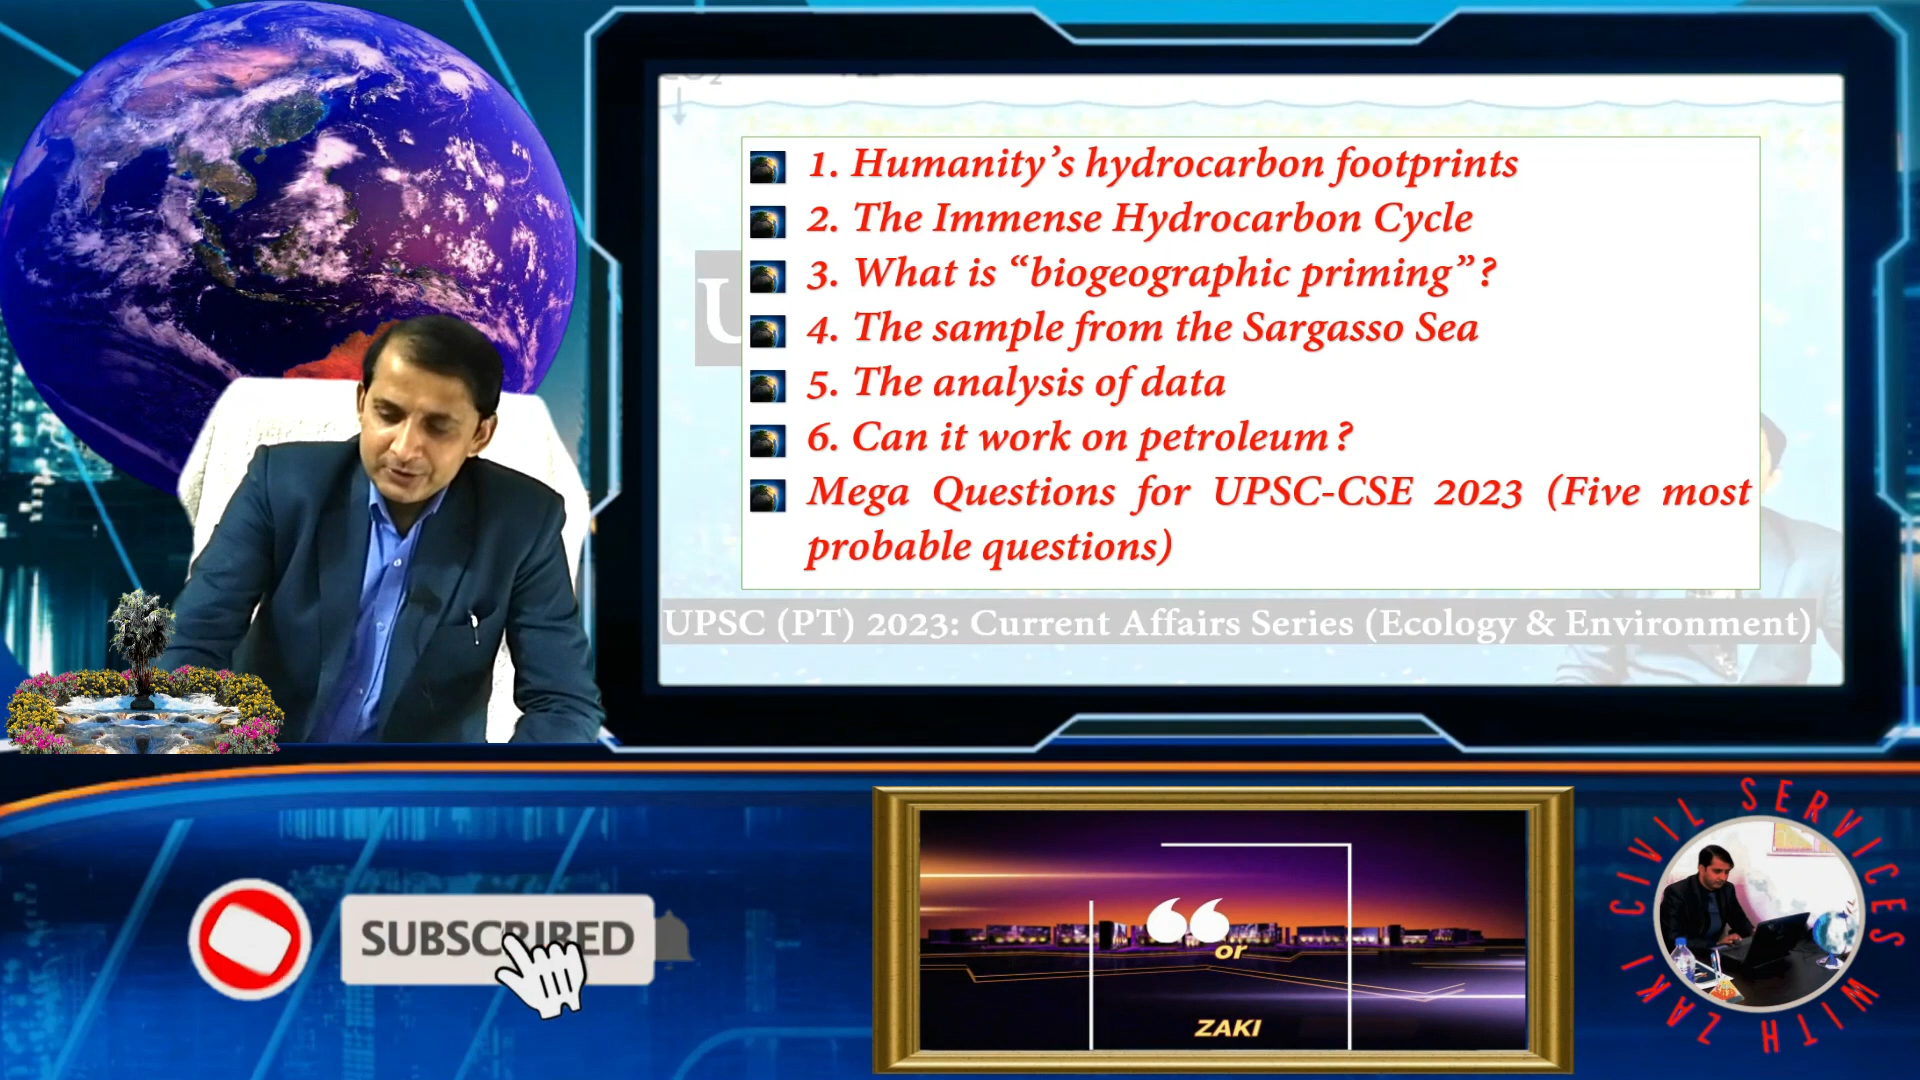 1. Humanity’s hydrocarbon footprints
2. The Immense Hydrocarbon Cycle
3. What is “biogeographic priming”?
4. The sample from the Sargasso Sea
5. The analysis of data
6. Can it work on petroleum?
Mega Questions for UPSC-CSE 2023 (Five most
probable questions)
UPSC (PT) 2023: Current Affairs Series (Ecology & Environment)
SUBSCRIBED
“
or
ZAKI
CIVIL SERVICES WITH ZAKI